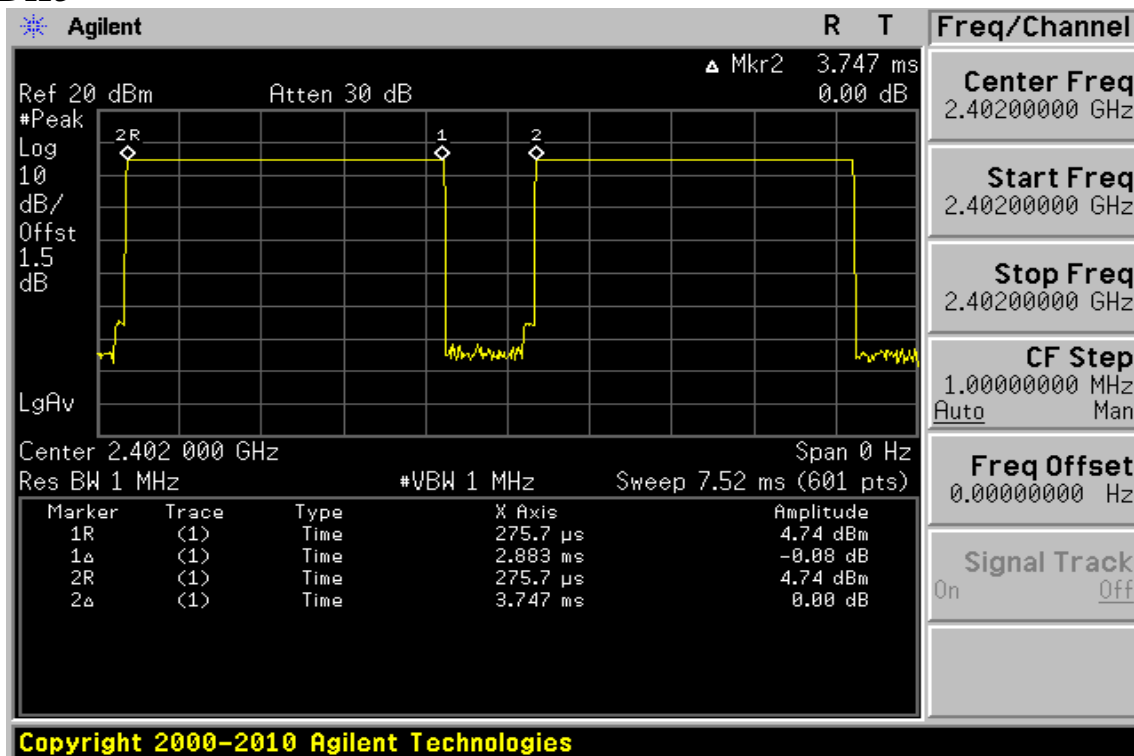 Agilent R T Freq/Channel
Δ Mkr2 3.747 ms
Ref 20 dBm Atten 30 dB 0.00 dB
#Peak
Log
10
dB/
Offst
1.5
dB
LgAv
2R 1 2
Center 2.402 000 GHz Span 0 Hz
Res BW 1 MHz #VBW 1 MHz Sweep 7.52 ms (601 pts)
Marker Trace Type X Axis Amplitude
1R (1) Time 275.7 µs 4.74 dBm
1Δ (1) Time 2.883 ms -0.08 dB
2R (1) Time 275.7 µs 4.74 dBm
2Δ (1) Time 3.747 ms 0.00 dB
Center Freq
2.40200000 GHz
Start Freq
2.40200000 GHz
Stop Freq
2.40200000 GHz
CF Step
1.00000000 MHz
Auto Man
Freq Offset
0.00000000 Hz
Signal Track
On Off
Copyright 2000-2010 Agilent Technologies